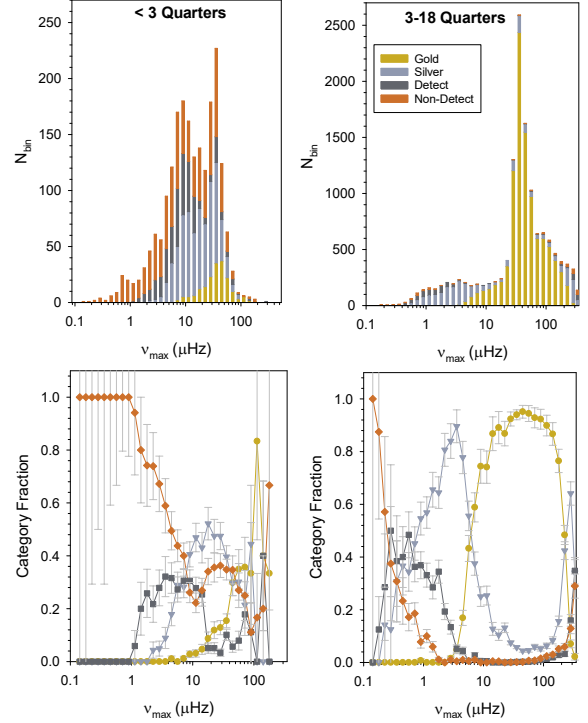 < 3 Quarters
3-18 Quarters
N_bin
250
200
150
100
50
0
0.1 1 10 100
ν_max (μHz)
N_bin
2500
2000
1500
1000
500
0
0.1 1 10 100
ν_max (μHz)
Gold
Silver
Detect
Non-Detect
Category Fraction
1.0
0.8
0.6
0.4
0.2
0.0
0.1 1 10 100
ν_max (μHz)
Category Fraction
1.0
0.8
0.6
0.4
0.2
0.0
0.1 1 10 100
ν_max (μHz)